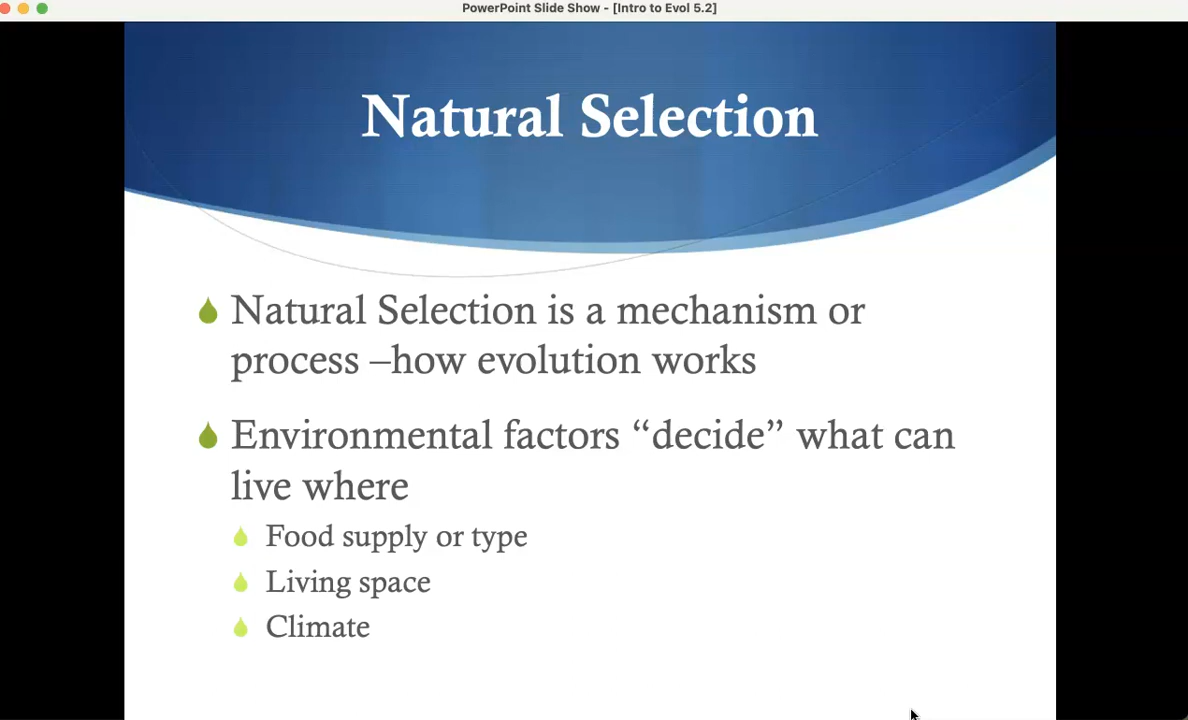 PowerPoint Slide Show - [Intro to Evol 5.2]
Natural Selection
Natural Selection is a mechanism or
process –how evolution works
Environmental factors “decide” what can
live where
Food supply or type
Living space
Climate